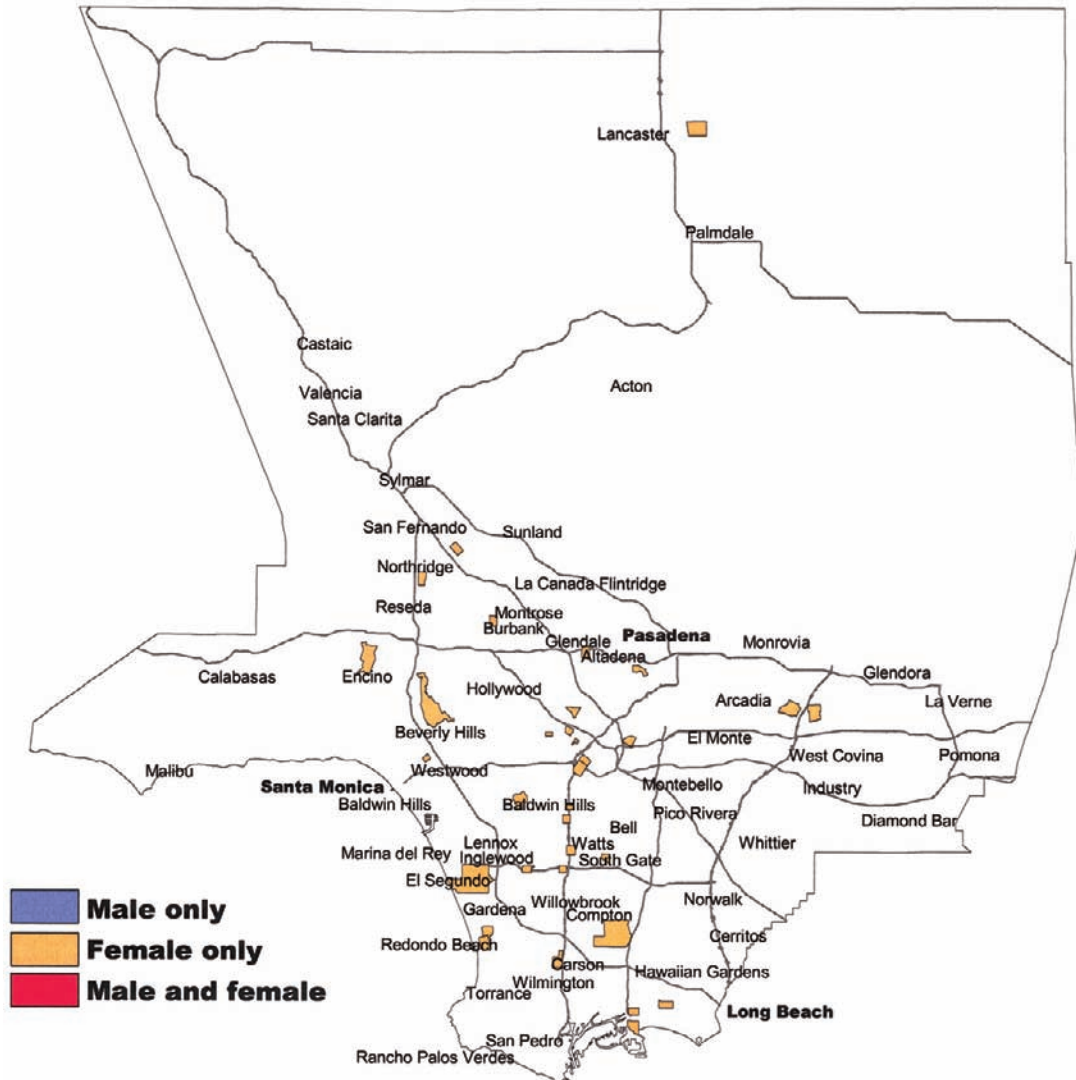 Lancaster
Palmdale
Castaic
Acton
Valencia
Santa Clarita
Sylmar
San Fernando
Sunland
Northridge
La Canada Flintridge
Reseda
Montrose
Burbank
Glendale
Pasadena
Monrovia
Altadena
Calabasas
Encino
Hollywood
Arcadia
Glendora
La Verne
Beverly Hills
El Monte
West Covina
Pomona
Malibu
Westwood
Santa Monica
Montebello
Industry
Baldwin Hills
Baldwin Hills
Pico Rivera
Diamond Bar
Bell
Marina del Rey
Lennox
Watts
Whittier
Inglewood
South Gate
El Segundo
Willowbrook
Norwalk
Gardena
Compton
Redondo Beach
Cerritos
Carson
Hawaiian Gardens
Wilmington
Torrance
Long Beach
San Pedro
Rancho Palos Verdes
Male only
Female only
Male and female